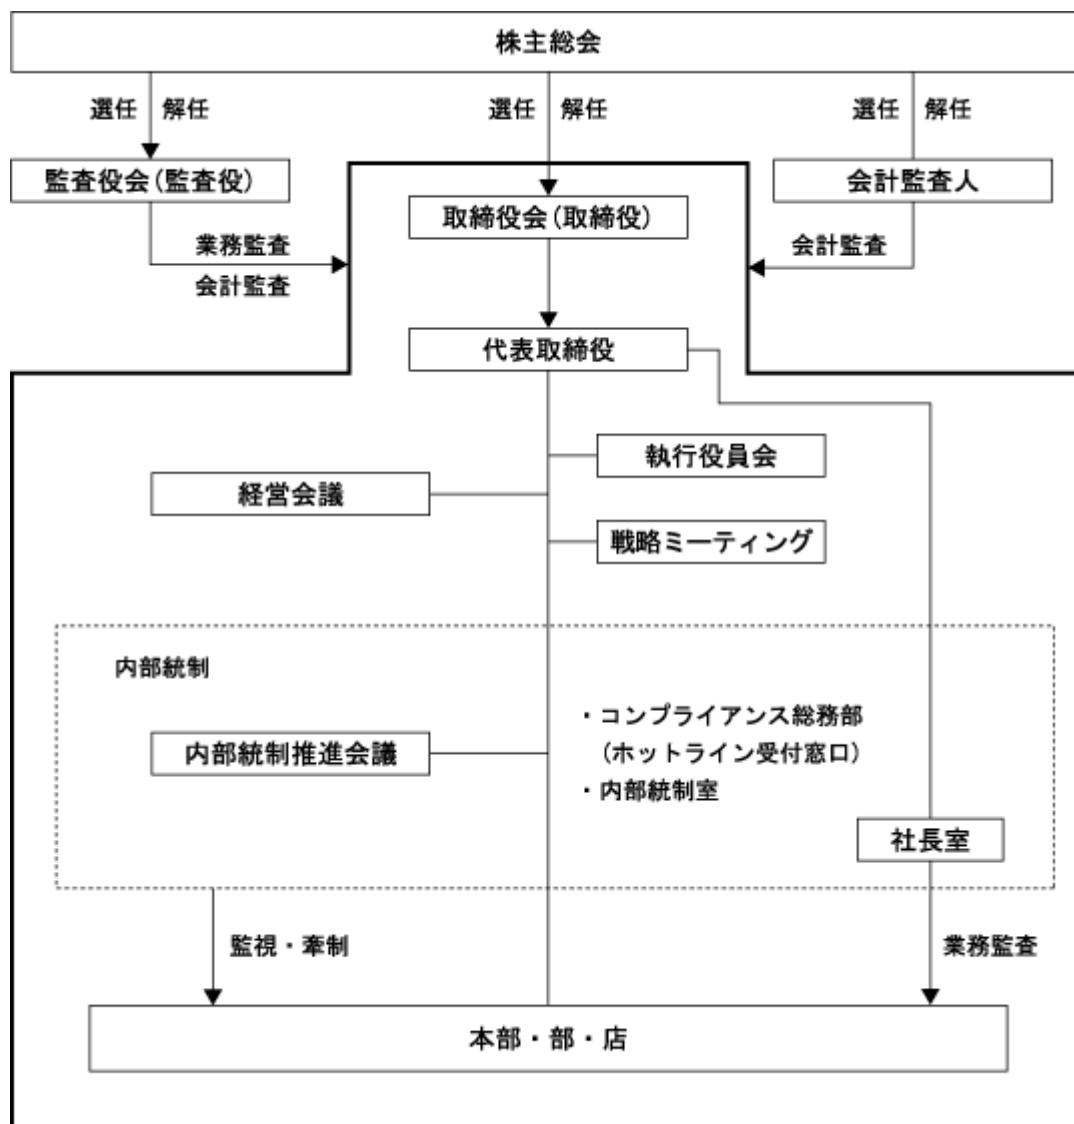 株主総会
選任 解任
選任 解任
選任 解任
監査役会(監査役)
会計監査人
取締役会(取締役)
業務監査
会計監査
会計監査
代表取締役
執行役員会
経営会議
戦略ミーティング
内部統制
・コンプライアンス総務部
(ホットライン受付窓口)
・内部統制室
内部統制推進会議
社長室
監視・牽制
業務監査
本部・部・店